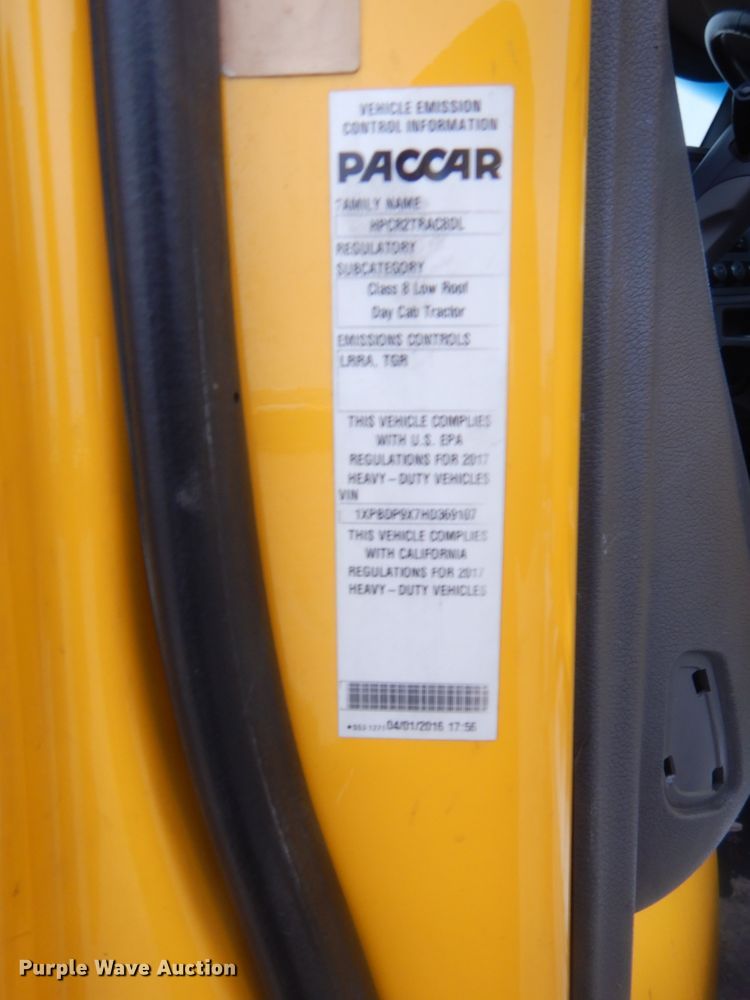 VEHICLE EMISSION
CONTROL INFORMATION
PACCAR
FAMILY NAME
HPCR2TRAC8DL
REGULATORY
SUBCATEGORY
Class 8 Low Roof
Day Cab Tractor
EMISSIONS CONTROLS
LRRA, TGR
THIS VEHICLE COMPLIES
WITH U.S. EPA
REGULATIONS FOR 2017
HEAVY - DUTY VEHICLES
VIN
1XPBDP9X7HD369107
THIS VEHICLE COMPLIES
WITH CALIFORNIA
REGULATIONS FOR 2017
HEAVY - DUTY VEHICLES
04/01/2016 17:56
Purple Wave Auction